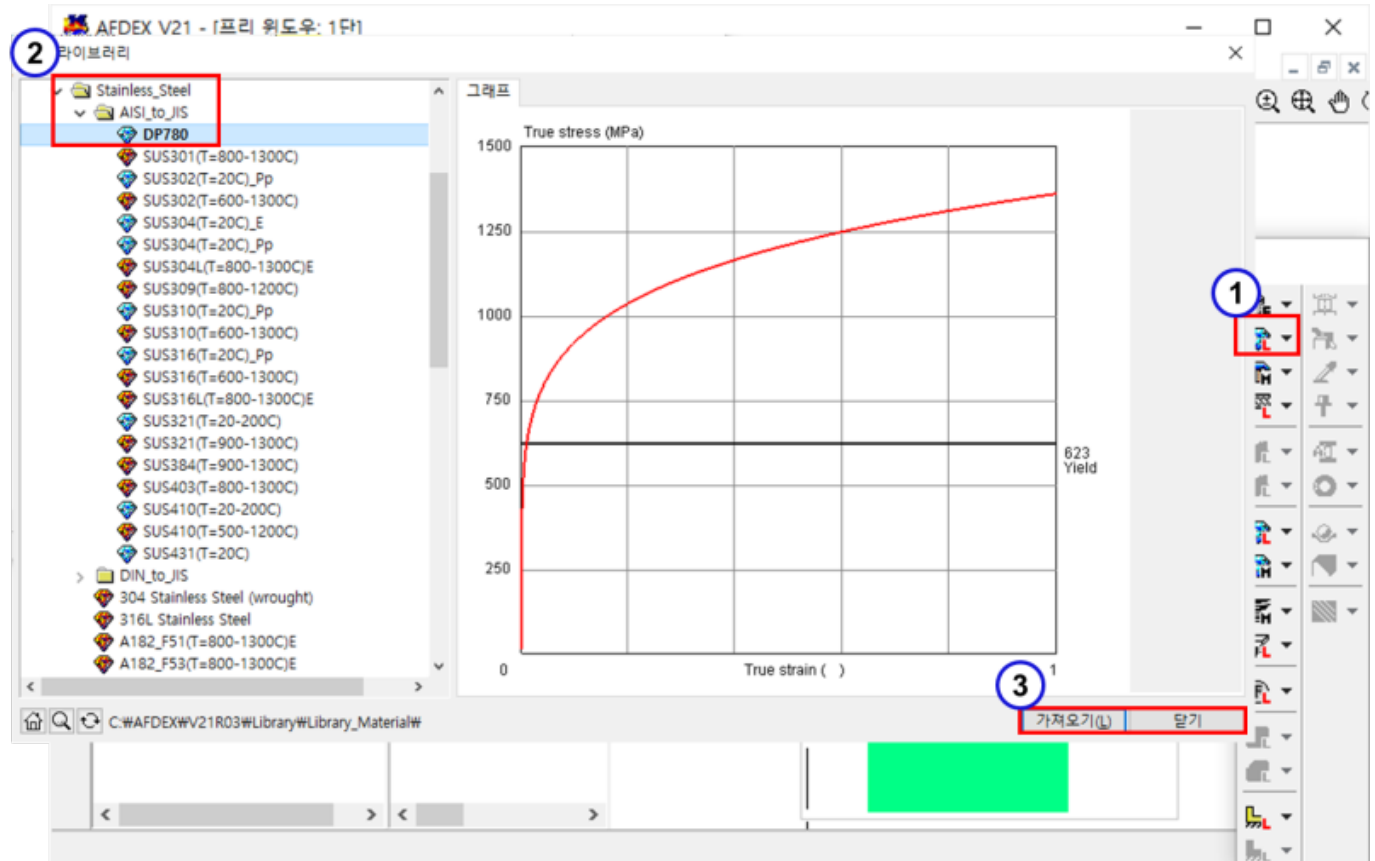 AFDEX V21 - [프리 윈도우: 1단]
2
라이브러리
Stainless_Steel
AISI_to_JIS
DP780
SUS301(T=800-1300C)
SUS302(T=20C)_Pp
SUS302(T=600-1300C)
SUS304(T=20C)_E
SUS304(T=20C)_Pp
SUS304L(T=800-1300C)E
SUS309(T=800-1200C)
SUS310(T=20C)_Pp
SUS310(T=600-1300C)
SUS316(T=20C)_Pp
SUS316(T=600-1300C)
SUS316L(T=800-1300C)E
SUS321(T=20-200C)
SUS321(T=900-1300C)
SUS384(T=900-1300C)
SUS403(T=800-1300C)
SUS410(T=20-200C)
SUS410(T=500-1200C)
SUS431(T=20C)
DIN_to_JIS
304 Stainless Steel (wrought)
316L Stainless Steel
A182_F51(T=800-1300C)E
A182_F53(T=800-1300C)E
그래프
True stress (MPa)
1500
1250
1000
750
500
250
0
623
Yield
True strain ( )
1
1
3
C:₩AFDEX₩V21R03₩Library₩Library_Material₩
가져오기(L)
닫기